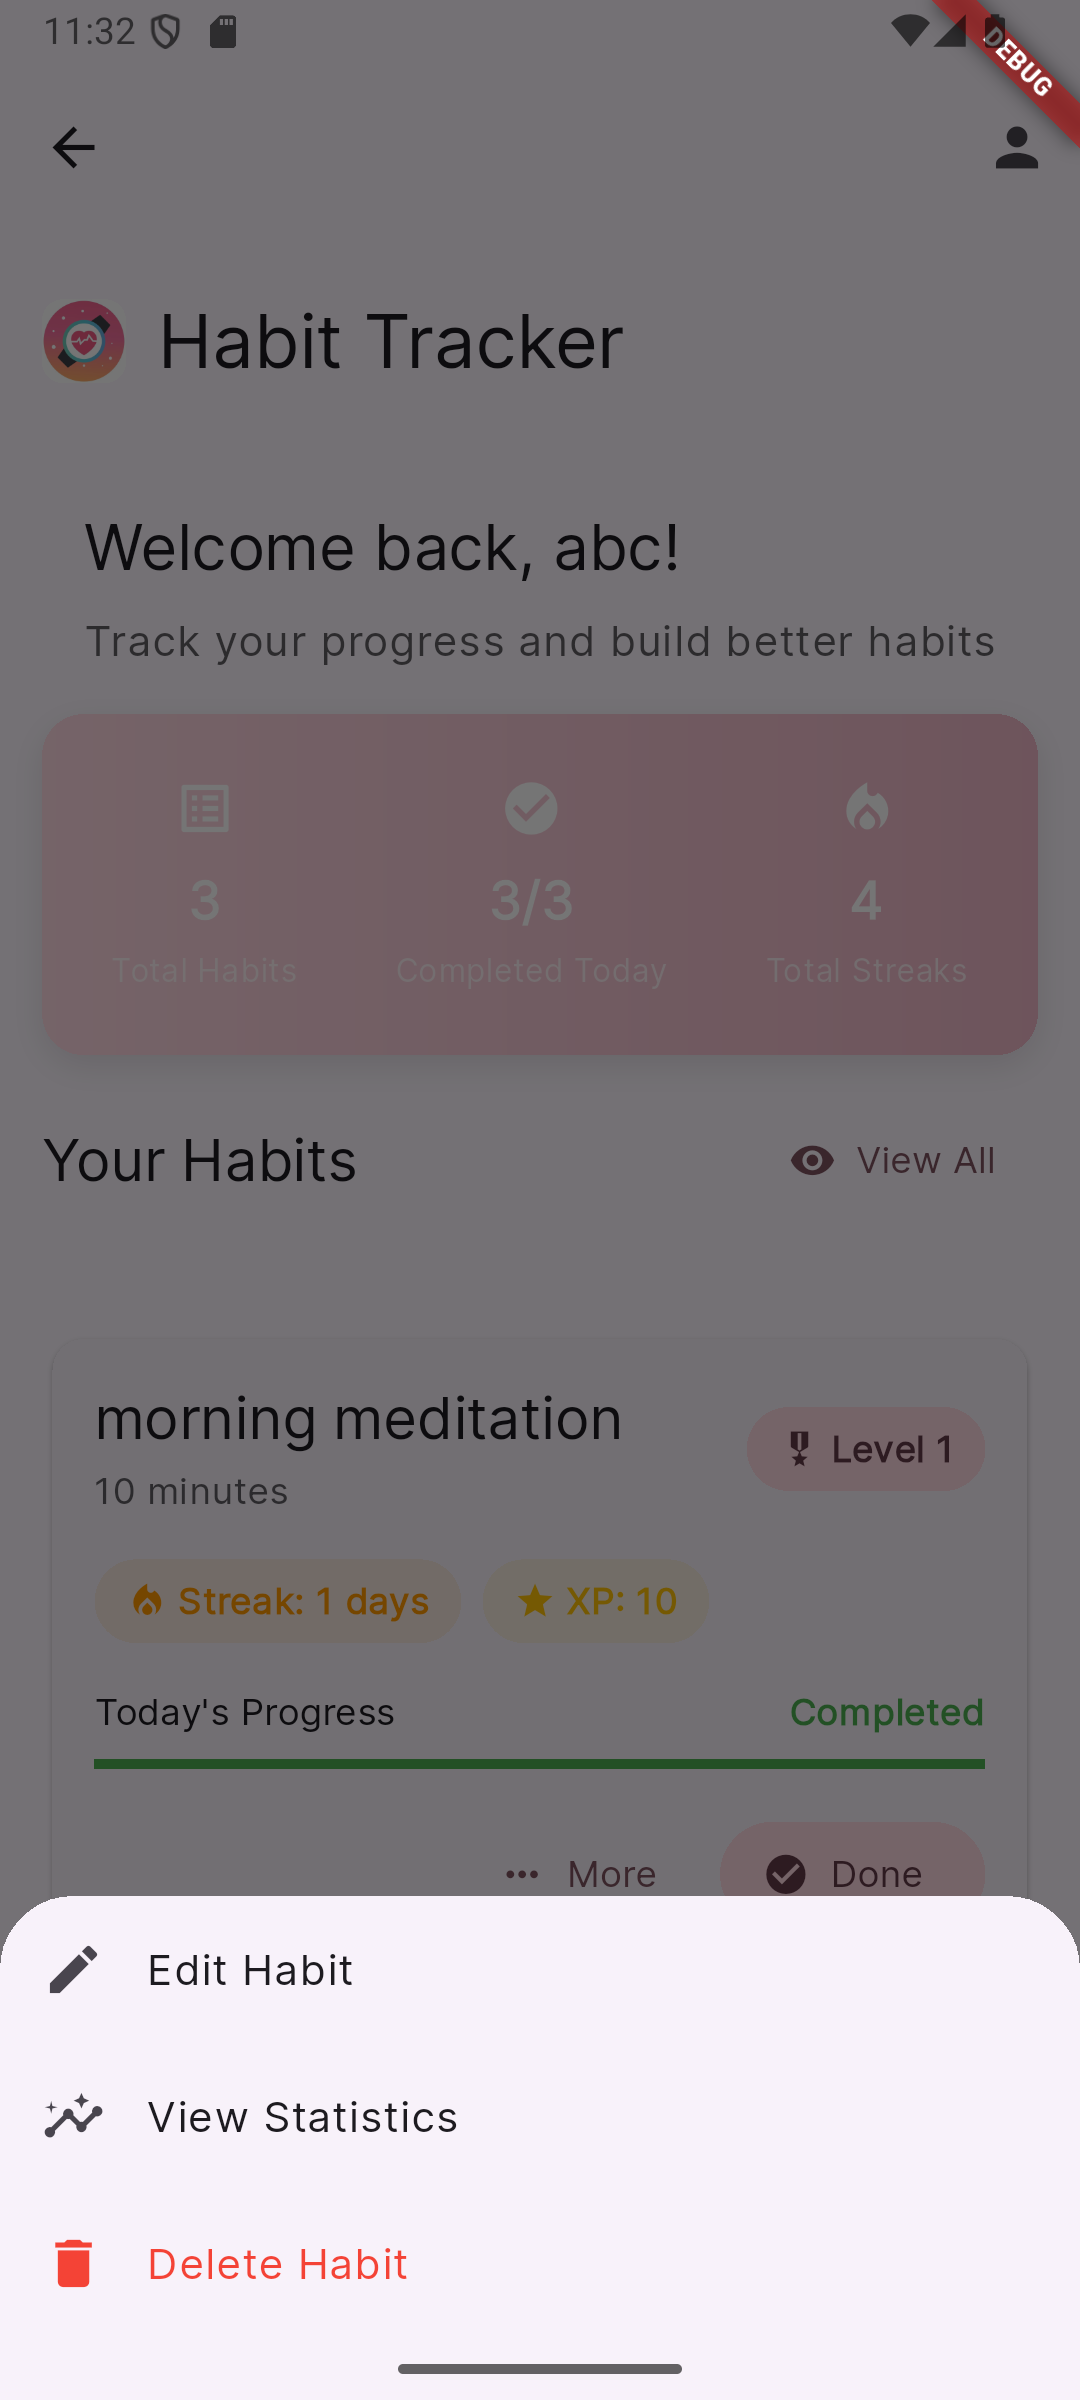 11:32
DEBUG
Habit Tracker
Welcome back, abc!
Track your progress and build better habits
3 3/3 4
Total Habits Completed Today Total Streaks
Your Habits View All
morning meditation
Level 1
10 minutes
Streak: 1 days XP: 10
Today's Progress Completed
More Done
Edit Habit
View Statistics
Delete Habit